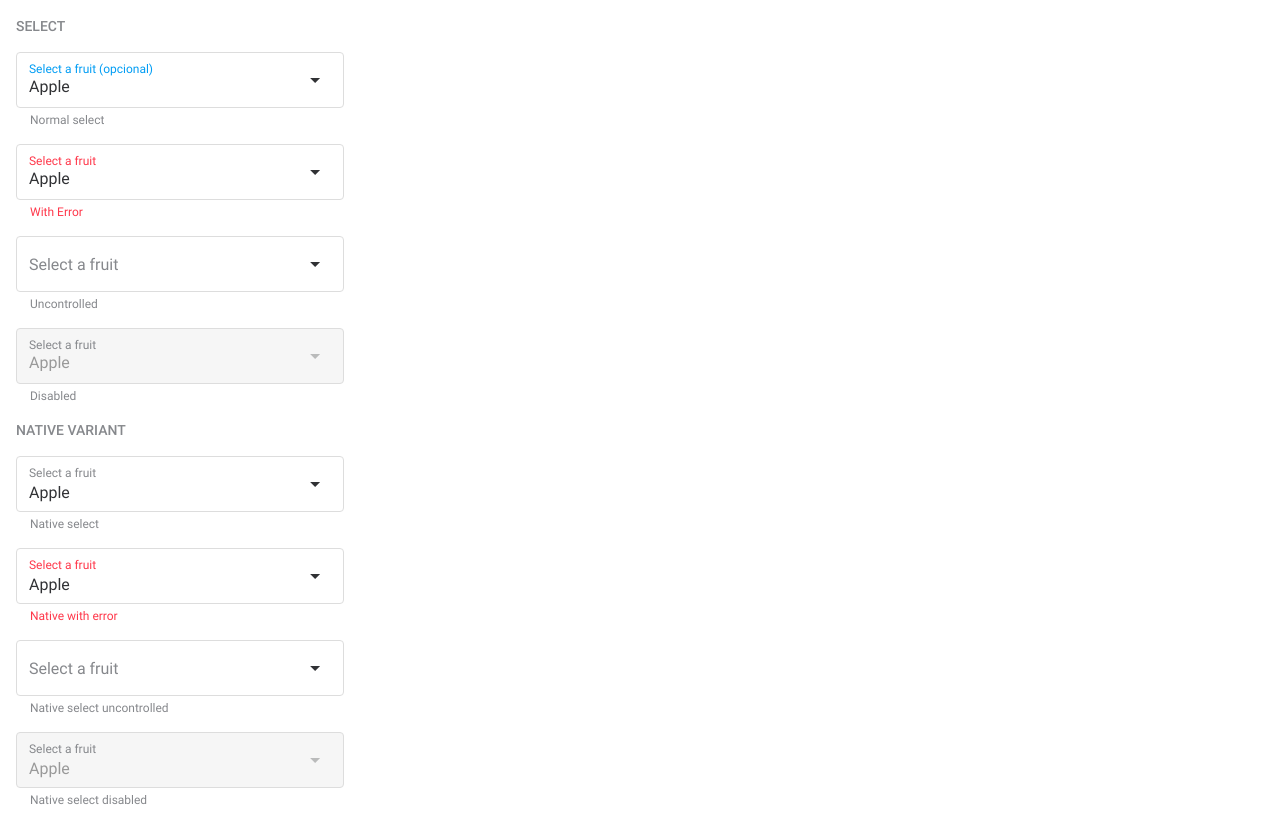 SELECT
Select a fruit (opcional)
Apple
Normal select
Select a fruit
Apple
With Error
Select a fruit
Uncontrolled
Select a fruit
Apple
Disabled
NATIVE VARIANT
Select a fruit
Apple
Native select
Select a fruit
Apple
Native with error
Select a fruit
Native select uncontrolled
Select a fruit
Apple
Native select disabled